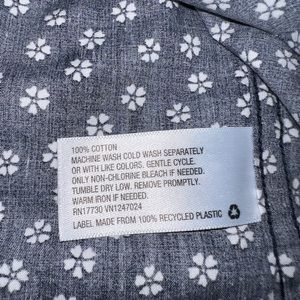 100% COTTON
MACHINE WASH COLD WASH SEPARATELY
OR WITH LIKE COLORS. GENTLE CYCLE.
ONLY NON-CHLORINE BLEACH IF NEEDED.
TUMBLE DRY LOW. REMOVE PROMPTLY.
WARM IRON IF NEEDED.
RN17730 VN1247024
LABEL MADE FROM 100% RECYCLED PLASTIC